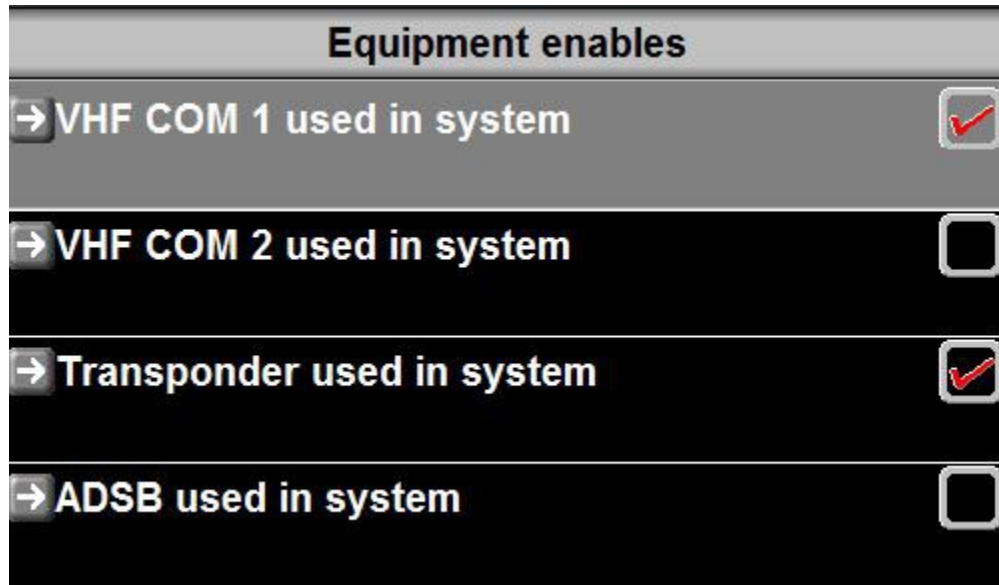 Equipment enables
VHF COM 1 used in system
VHF COM 2 used in system
Transponder used in system
ADSB used in system